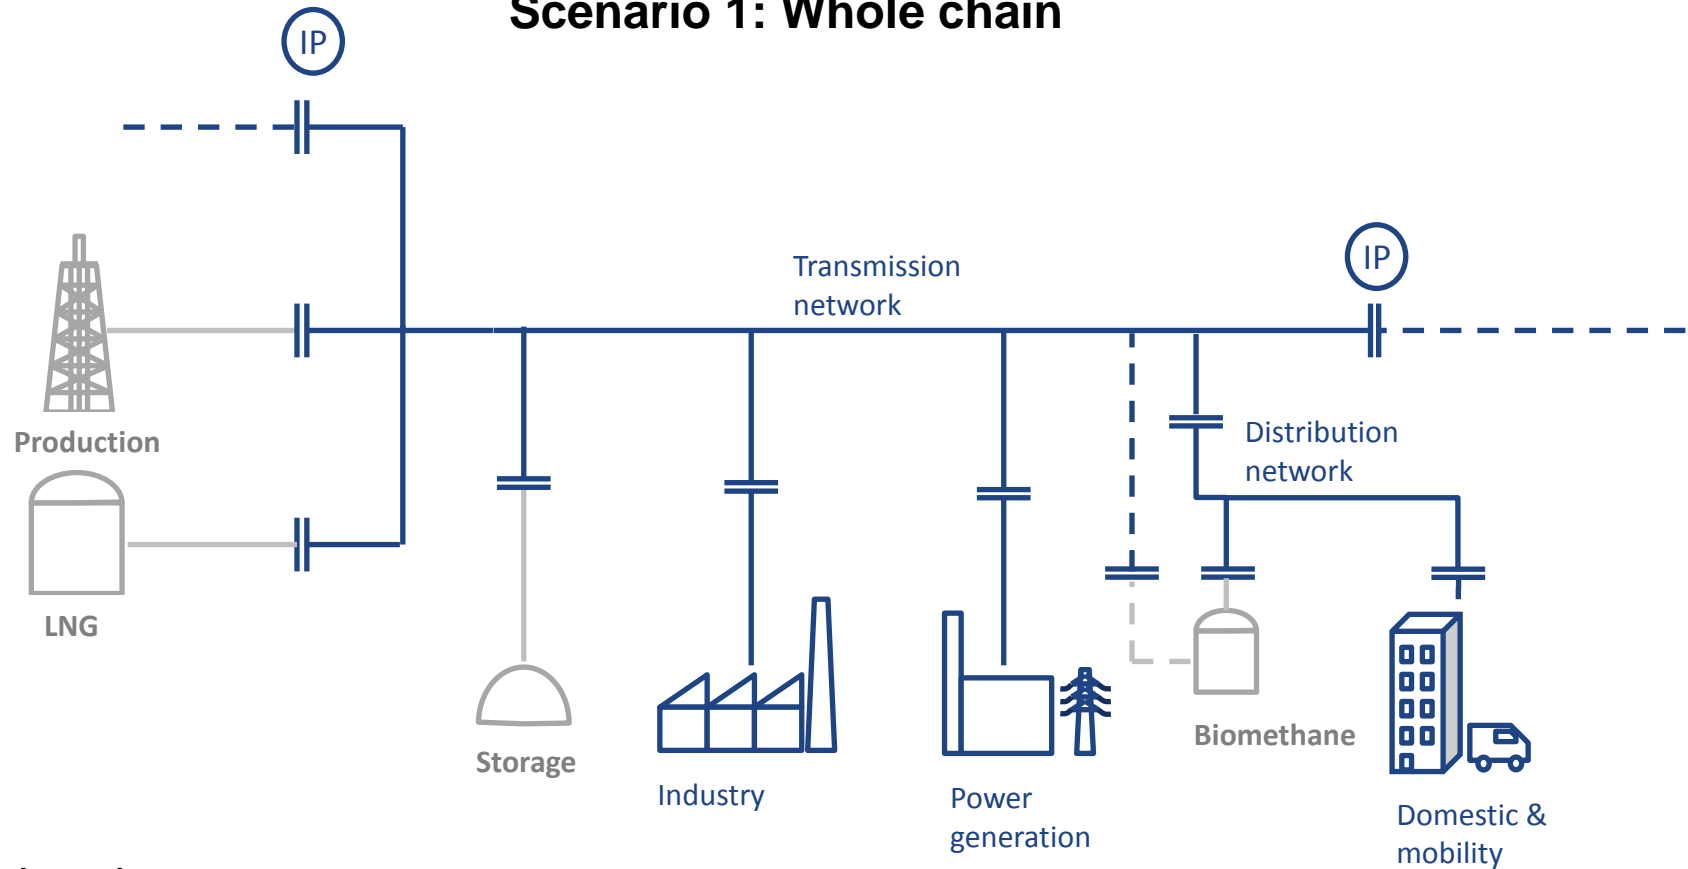 Scenario 1: Whole chain
IP
IP
Transmission
network
Production
Distribution
network
LNG
Storage
Industry
Power
generation
Biomethane
Domestic &
mobility